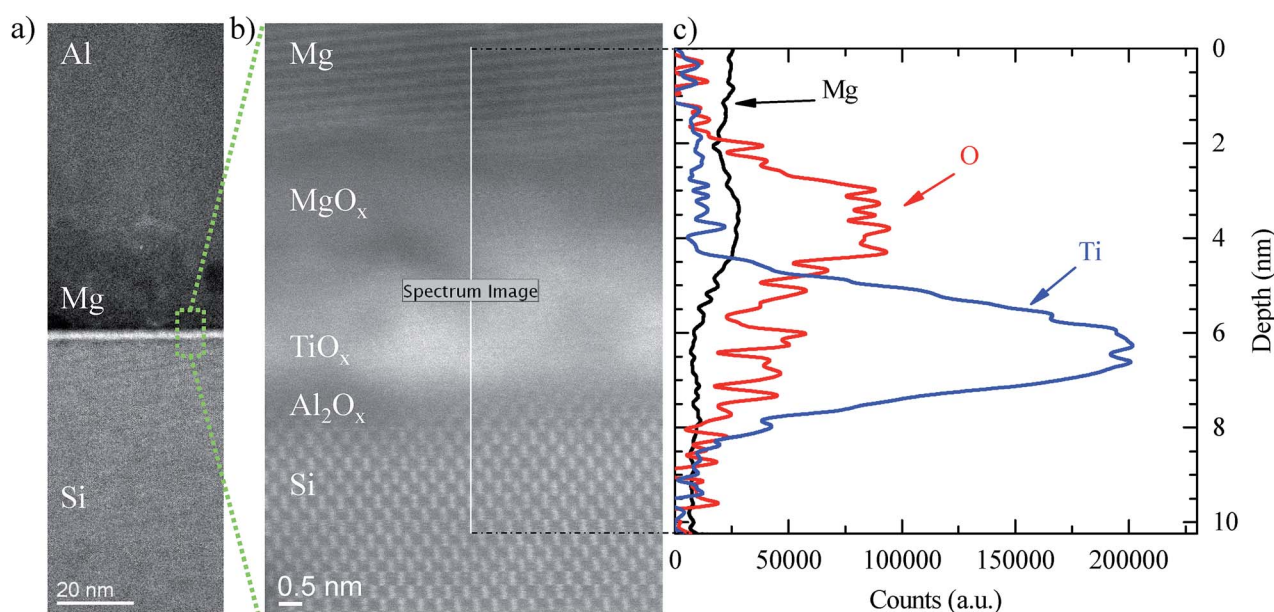 a)
Al
Mg
Si
20 nm
b)
Mg
MgOx
Spectrum Image
TiOx
Al2Ox
Si
0.5 nm
c)
Mg
O
Ti
0
2
4
6
8
10
Depth (nm)
0 50000 100000 150000 200000
Counts (a.u.)